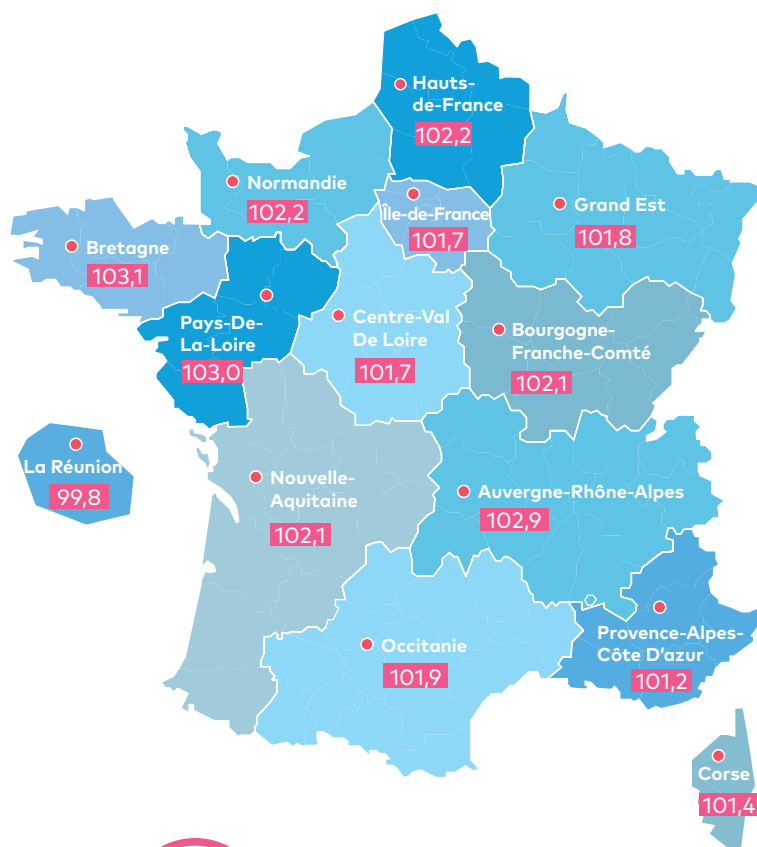 Hauts-
de-France
102,2
Normandie
102,2
Île-de-France
101,7
Grand Est
101,8
Bretagne
103,1
Pays-De-
La-Loire
103,0
Centre-Val
De Loire
101,7
Bourgogne-
Franche-Comté
102,1
La Réunion
99,8
Nouvelle-
Aquitaine
102,1
Auvergne-Rhône-Alpes
102,9
Occitanie
101,9
Provence-Alpes-
Côte D'azur
101,2
Corse
101,4